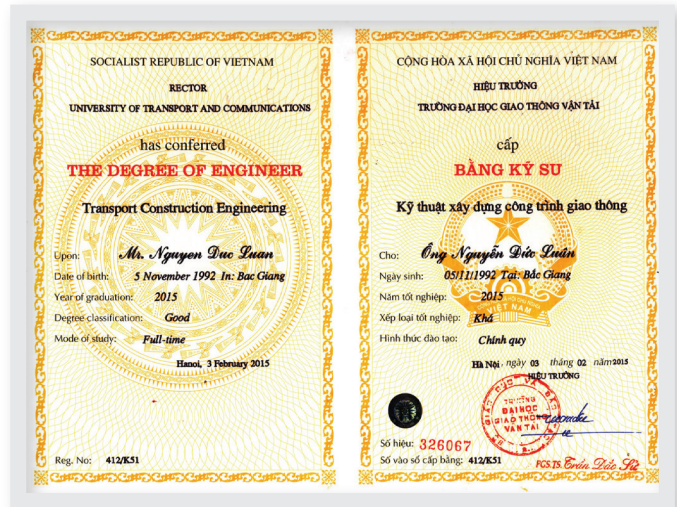 SOCIALIST REPUBLIC OF VIETNAM
RECTOR
UNIVERSITY OF TRANSPORT AND COMMUNICATIONS
has conferred
THE DEGREE OF ENGINEER
Transport Construction Engineering
Upon: Mr. Nguyen Duc Luan
Date of birth: 5 November 1992 In: Bac Giang
Year of graduation: 2015
Degree classification: Good
Mode of study: Full-time
Hanoi, 3 February 2015
Reg. No: 412/K51
CỘNG HÒA XÃ HỘI CHỦ NGHĨA VIỆT NAM
HIỆU TRƯỞNG
TRƯỜNG ĐẠI HỌC GIAO THÔNG VẬN TẢI
cấp
BẰNG KỸ SƯ
Kỹ thuật xây dựng công trình giao thông
Cho: Ông Nguyễn Đức Luân
Ngày sinh: 05/11/1992 Tại: Bắc Giang
Năm tốt nghiệp: 2015
VIỆT NAM
Xếp loại tốt nghiệp: Khá
Hình thức đào tạo: Chính quy
Hà Nội, ngày 03 tháng 02 năm 2015
HIỆU TRƯỞNG
TRƯỜNG
ĐẠI HỌC
GIAO THÔNG
VẬN TẢI
Số hiệu: 326067
Số vào sổ cấp bằng: 412/K51
PGS.TS. Trần Đắc Sử